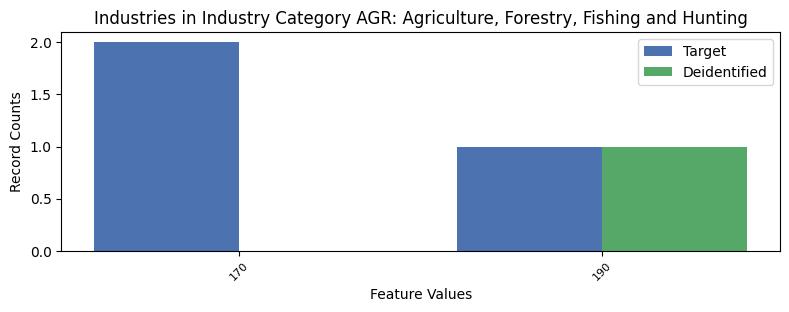 Industries in Industry Category AGR: Agriculture, Forestry, Fishing and Hunting
Target
Deidentified
Record Counts
2.0
1.5
1.0
0.5
0.0
170
190
Feature Values